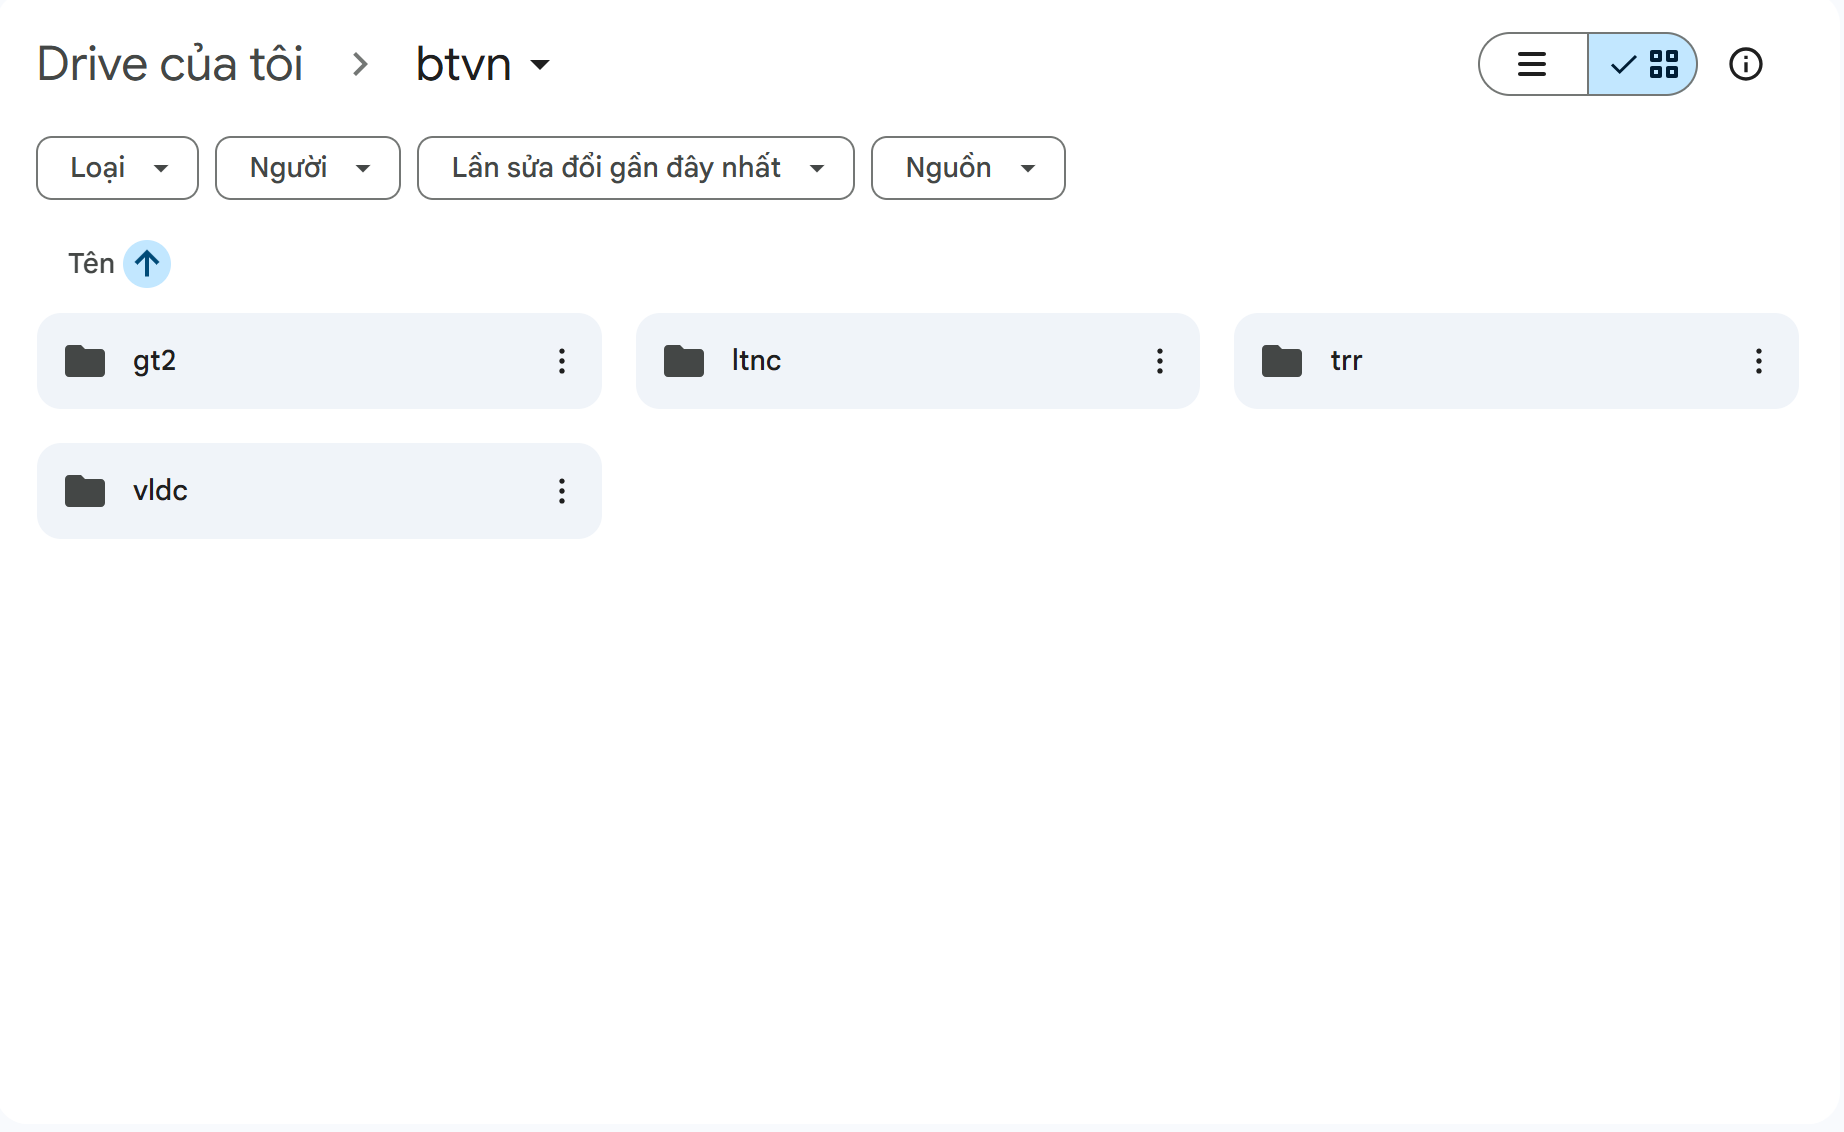 Drive của tôi > btvn
Loại Người Lần sửa đổi gần đây nhất Nguồn
Tên
gt2 ltnc trr
vldc